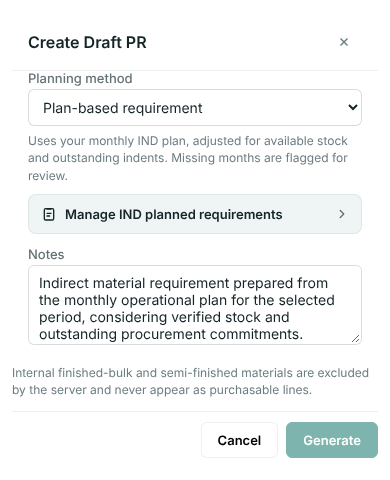 Create Draft PR
×
Planning method
Plan-based requirement
Uses your monthly IND plan, adjusted for available stock
and outstanding indents. Missing months are flagged for
review.
Manage IND planned requirements
Notes
Indirect material requirement prepared from
the monthly operational plan for the selected
period, considering verified stock and
outstanding procurement commitments.
Internal finished-bulk and semi-finished materials are excluded
by the server and never appear as purchasable lines.
Cancel
Generate